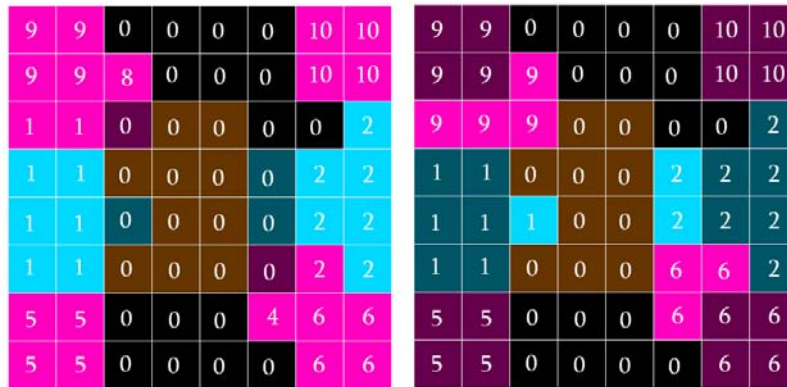 9 9 0 0 0 0 10 10 9 9 0 0 0 0 10 10
9 9 8 0 0 0 10 10 9 9 9 0 0 0 10 10
1 1 0 0 0 0 0 2 9 9 9 0 0 0 0 2
1 1 0 0 0 0 2 2 1 1 0 0 0 2 2 2
1 1 0 0 0 0 2 2 1 1 1 0 0 2 2 2
1 1 0 0 0 0 2 2 1 1 0 0 0 6 6 2
5 5 0 0 0 4 6 6 5 5 0 0 0 6 6 6
5 5 0 0 0 0 6 6 5 5 0 0 0 0 6 6